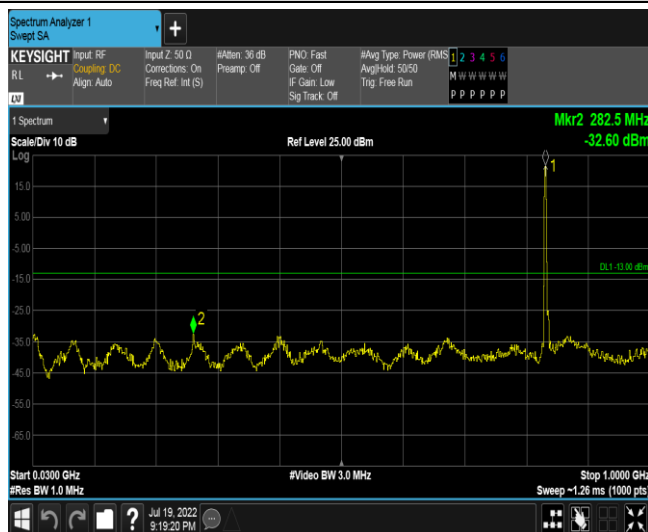 Spectrum Analyzer 1
Swept SA
+
KEYSIGHT
RL
LXI
Input: RF
Coupling: DC
Align: Auto
Input Z: 50 Ω
Corrections: On
Freq Ref: Int (S)
#Atten: 36 dB
Preamp: Off
PNO: Fast
Gate: Off
IF Gain: Low
Sig Track: Off
#Avg Type: Power (RMS
Avg|Hold: 50/50
Trig: Free Run
1 2 3 4 5 6
M W W W W W
P P P P P P
1 Spectrum
Scale/Div 10 dB
Ref Level 25.00 dBm
Mkr2 282.5 MHz
-32.60 dBm
Log
15.0
5.00
-5.00
-15.0
-25.0
-35.0
-45.0
-55.0
-65.0
1
DL1 -13.00 dBm
2
Start 0.0300 GHz
#Res BW 1.0 MHz
#Video BW 3.0 MHz
Stop 1.0000 GHz
Sweep ~1.26 ms (1000 pts)
?
Jul 19, 2022
9:19:20 PM